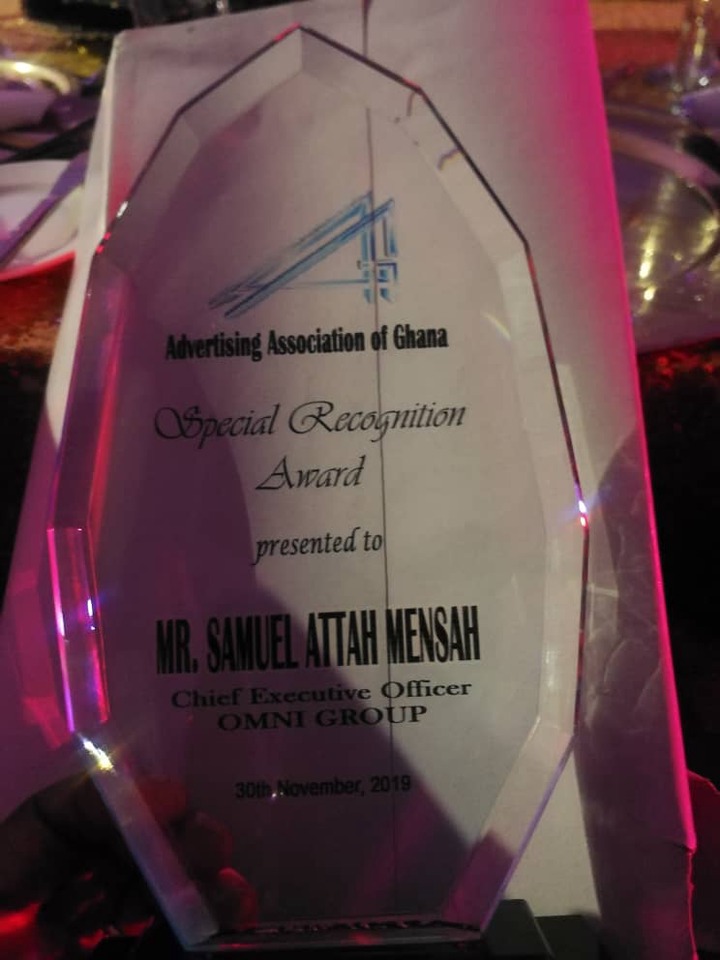 Advertising Association of Ghana
Special Recognition
Award
presented to
MR. SAMUEL ATTAH MENSAH
Chief Executive Officer
OMNI GROUP
30th November, 2019